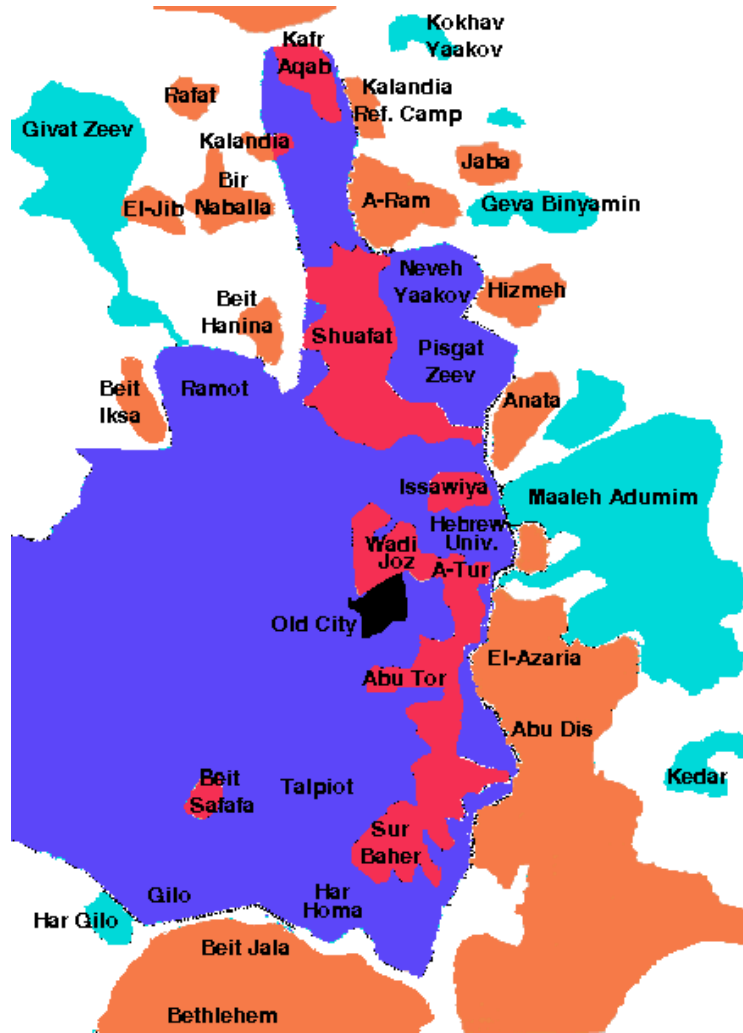 Kokhav
Yaakov
Kafr
Aqab
Rafat
Kalandia
Ref. Camp
Givat Zeev
Kalandia
Jaba
Bir
Naballa
El-Jib
A-Ram
Geva Binyamin
Neveh
Yaakov
Hizmeh
Beit
Hanina
Shuafat
Pisgat
Zeev
Beit
Iksa
Ramot
Anata
Issawiya
Maaleh Adumim
Hebrew
Univ.
Wadi
Joz
A-Tur
Old City
El-Azaria
Abu Tor
Abu Dis
Kedar
Beit
Safafa
Talpiot
Sur
Baher
Gilo
Har
Homa
Har Gilo
Beit Jala
Bethlehem